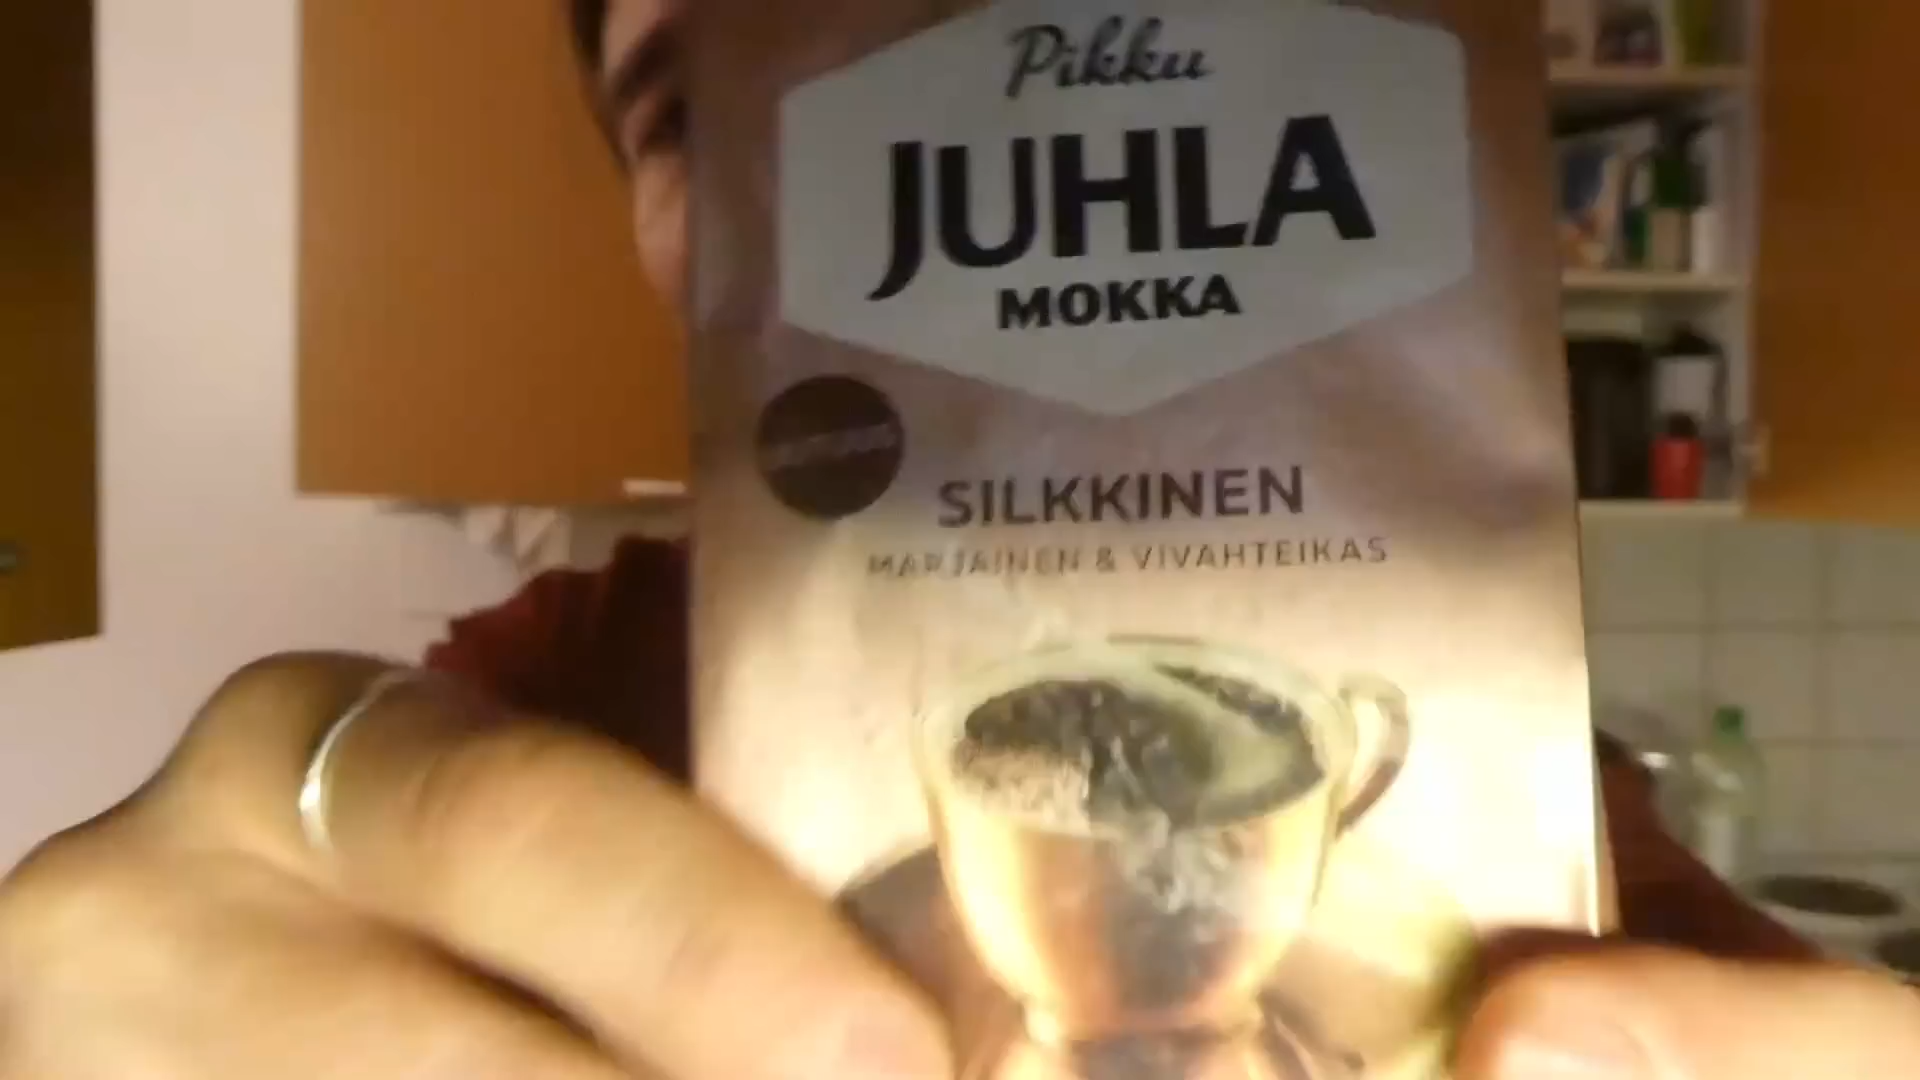 Pikku
JUHLA
MOKKA
SILKKINEN
MARJAINEN & VIVAHTEIKAS